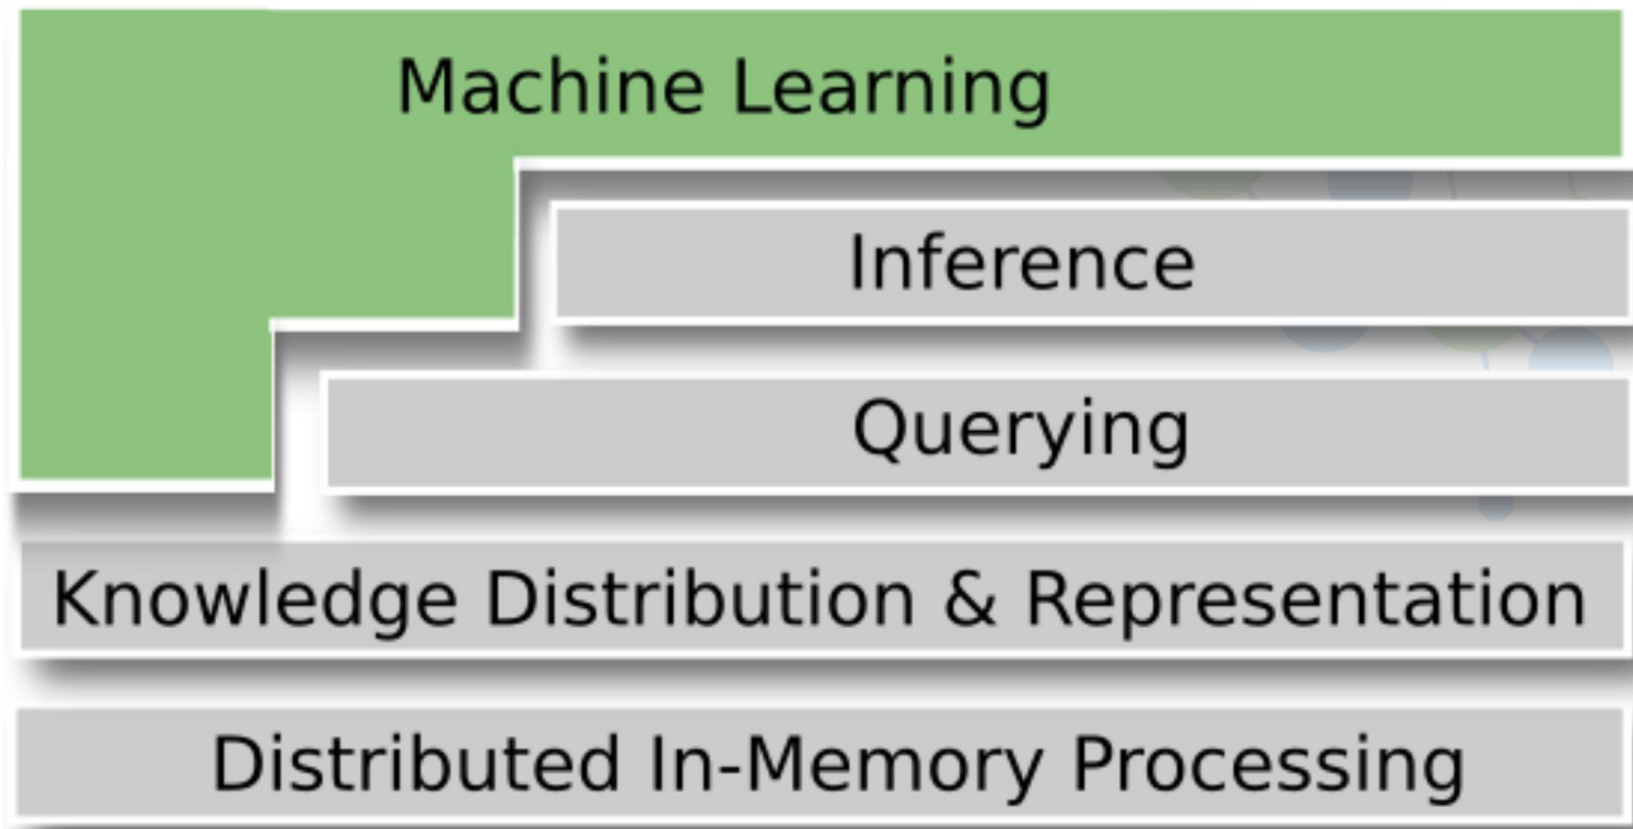 Machine Learning
Inference
Querying
Knowledge Distribution & Representation
Distributed In-Memory Processing